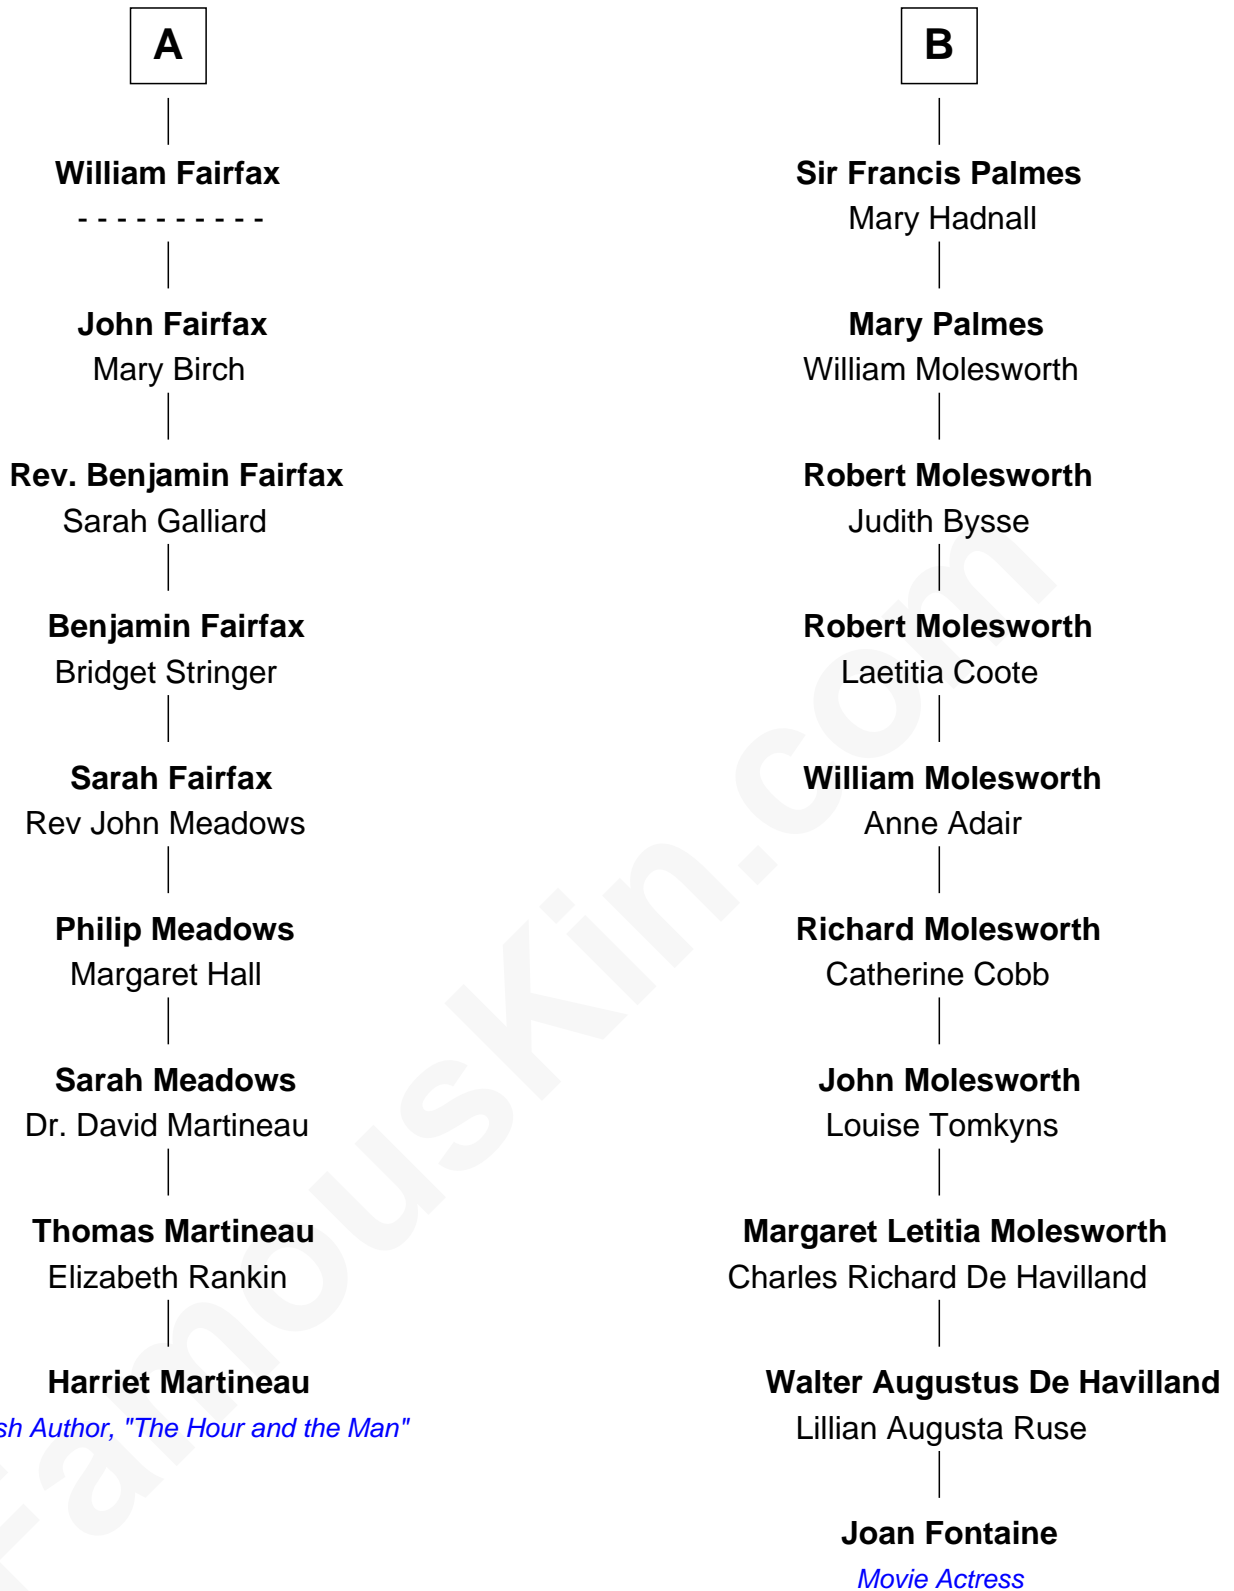 A
William Fairfax
- - - - - - - - - -
John Fairfax
Mary Birch
Rev. Benjamin Fairfax
Sarah Galliard
Benjamin Fairfax
Bridget Stringer
Sarah Fairfax
Rev John Meadows
Philip Meadows
Margaret Hall
Sarah Meadows
Dr. David Martineau
Thomas Martineau
Elizabeth Rankin
Harriet Martineau
sh Author, "The Hour and the Man"
B
Sir Francis Palmes
Mary Hadnall
Mary Palmes
William Molesworth
Robert Molesworth
Judith Bysse
Robert Molesworth
Laetitia Coote
William Molesworth
Anne Adair
Richard Molesworth
Catherine Cobb
John Molesworth
Louise Tomkyns
Margaret Letitia Molesworth
Charles Richard De Havilland
Walter Augustus De Havilland
Lillian Augusta Ruse
Joan Fontaine
Movie Actress
FamousKin.com